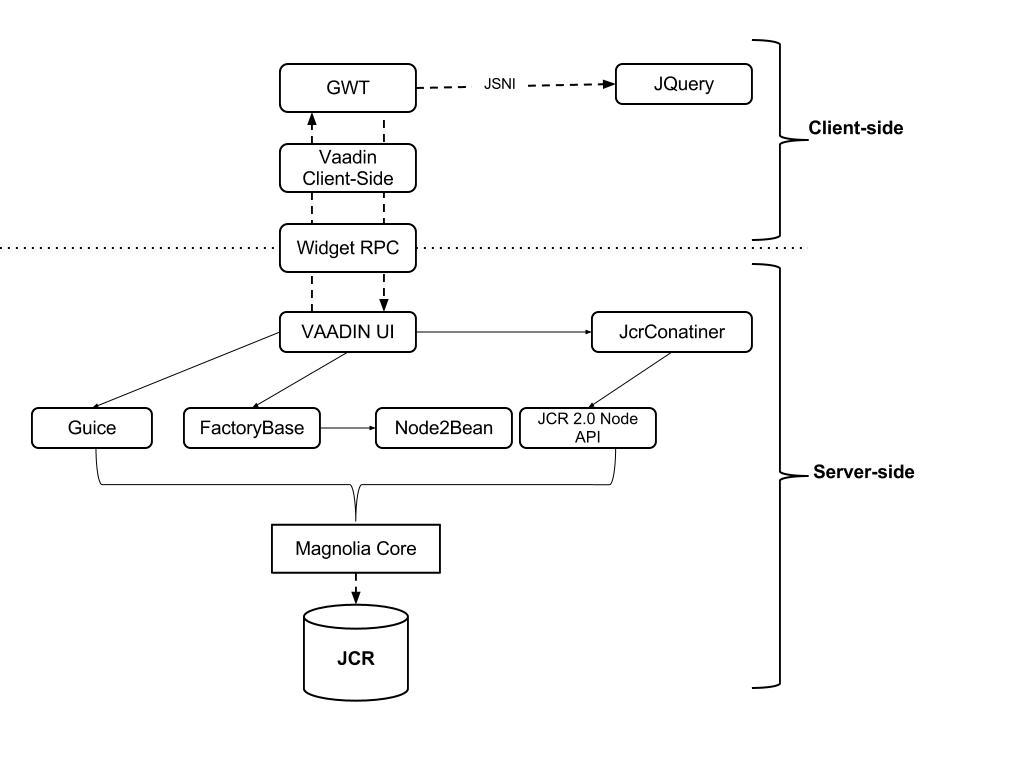 GWT
JSNI
JQuery
Client-side
Vaadin
Client-Side
Widget RPC
VAADIN UI
JcrConatiner
Guice
FactoryBase
Node2Bean
JCR 2.0 Node
API
Server-side
Magnolia Core
JCR